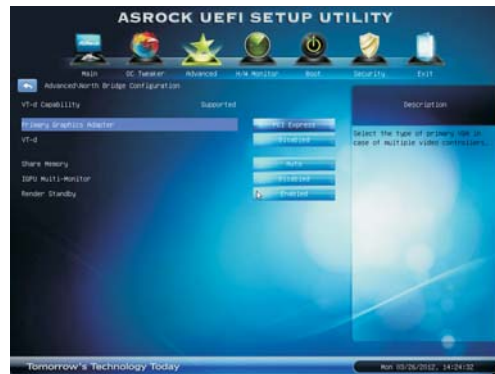 ASROCK UEFI SETUP UTILITY
Main OC Tweaker Advanced H/W Monitor Boot Security Exit
Advanced\North Bridge Configuration
VT-d Capability Supported
Description
Primary Graphics Adapter PCI Express
VT-d Disabled
Select the type of primary VGA in
case of multiple video controllers.
Share Memory Auto
IGPU Multi-Monitor Disabled
Render Standby Enabled
Tomorrow's Technology Today
Mon 03/26/2012, 14:24:32